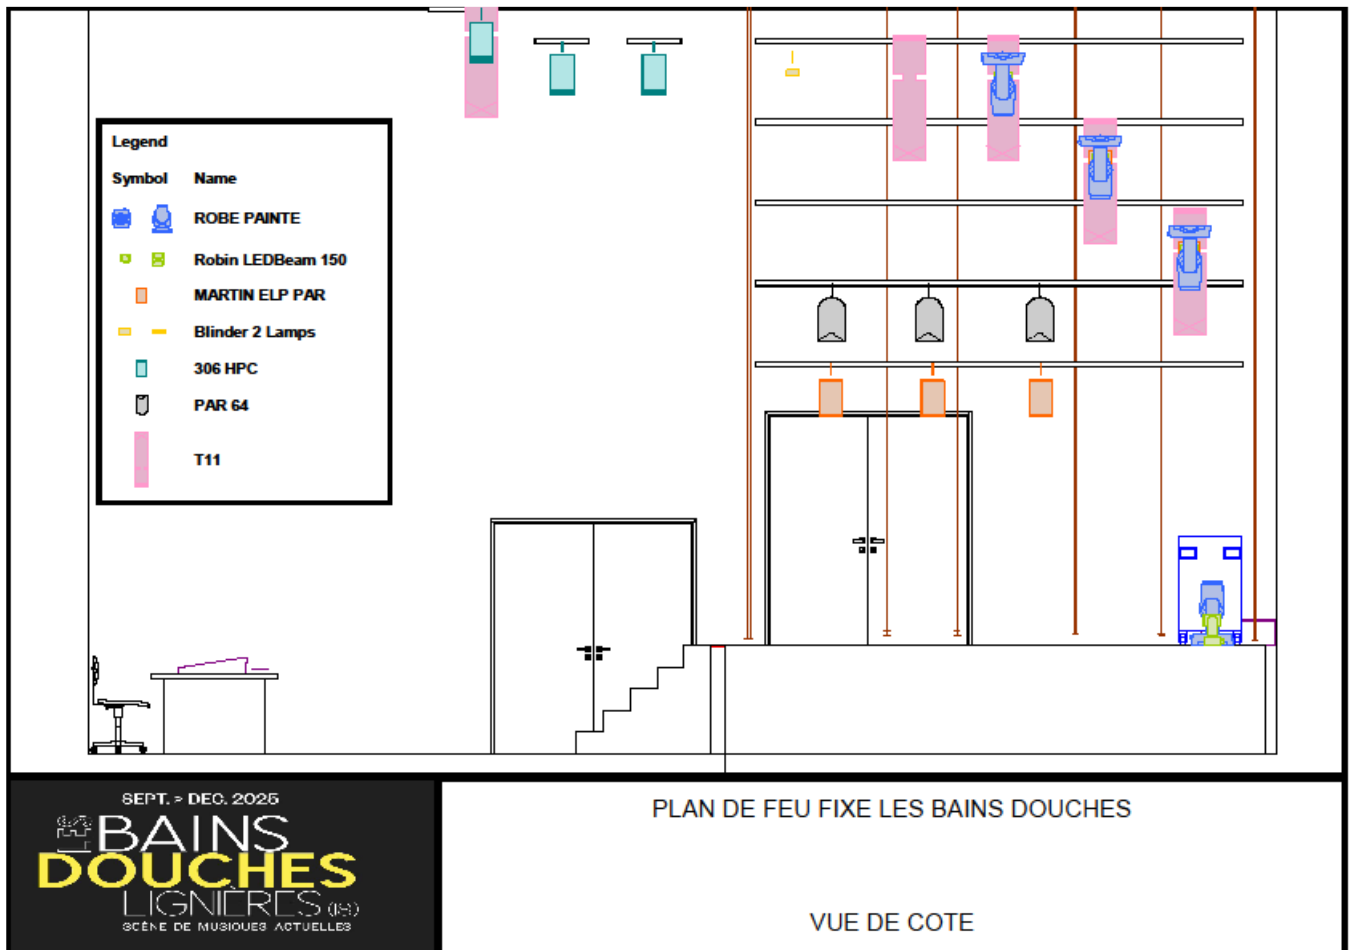 Legend
Symbol Name
ROBE PAINTE
Robin LEDBeam 150
MARTIN ELP PAR
Blinder 2 Lamps
306 HPC
PAR 64
T11
SEPT. > DEC. 2025
LES BAINS
DOUCHES
LIGNIÈRES (18)
SCÈNE DE MUSIQUES ACTUELLES
PLAN DE FEU FIXE LES BAINS DOUCHES
VUE DE COTE